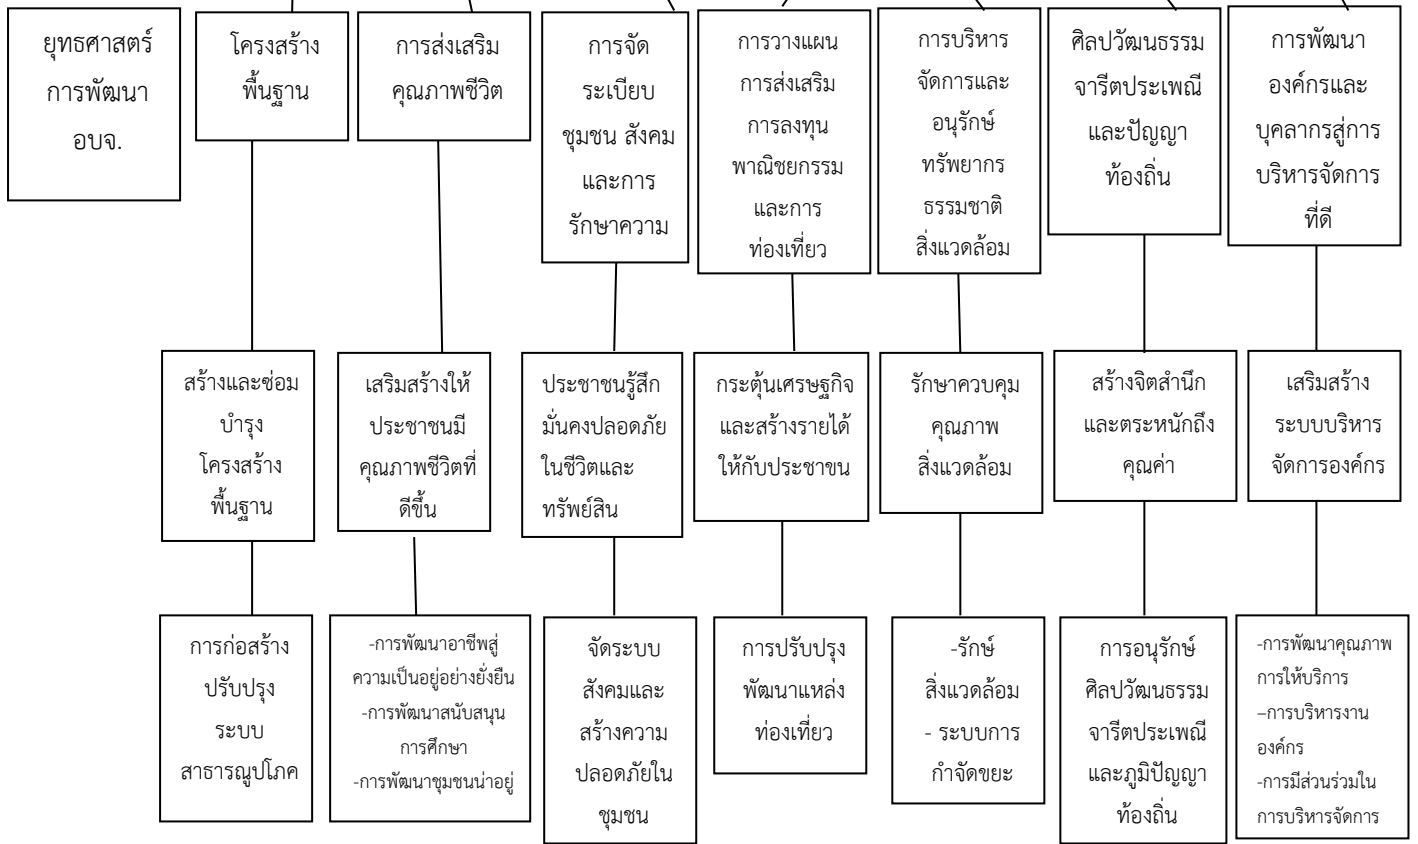 ยุทธศาสตร์
การพัฒนา
อบจ.
โครงสร้าง
พื้นฐาน
การส่งเสริม
คุณภาพชีวิต
การจัด
ระเบียบ
ชุมชน สังคม
และการ
รักษาความ
การวางแผน
การส่งเสริม
การลงทุน
พาณิชยกรรม
และการ
ท่องเที่ยว
การบริหาร
จัดการและ
อนุรักษ์
ทรัพยากร
ธรรมชาติ
สิ่งแวดล้อม
ศิลปวัฒนธรรม
จารีตประเพณี
และปัญญา
ท้องถิ่น
การพัฒนา
องค์กรและ
บุคลากรสู่การ
บริหารจัดการ
ที่ดี
สร้างและซ่อม
บำรุง
โครงสร้าง
พื้นฐาน
เสริมสร้างให้
ประชาชนมี
คุณภาพชีวิตที่
ดีขึ้น
ประชาชนรู้สึก
มั่นคงปลอดภัย
ในชีวิตและ
ทรัพย์สิน
กระตุ้นเศรษฐกิจ
และสร้างรายได้
ให้กับประชาขน
รักษาควบคุม
คุณภาพ
สิ่งแวดล้อม
สร้างจิตสำนึก
และตระหนักถึง
คุณค่า
เสริมสร้าง
ระบบบริหาร
จัดการองค์กร
การก่อสร้าง
ปรับปรุง
ระบบ
สาธารณูปโภค
-การพัฒนาอาชีพสู่
ความเป็นอยู่อย่างยั่งยืน
-การพัฒนาสนับสนุน
การศึกษา
-การพัฒนาชุมชนน่าอยู่
จัดระบบ
สังคมและ
สร้างความ
ปลอดภัยใน
ชุมชน
การปรับปรุง
พัฒนาแหล่ง
ท่องเที่ยว
-รักษ์
สิ่งแวดล้อม
- ระบบการ
กำจัดขยะ
การอนุรักษ์
ศิลปวัฒนธรรม
จารีตประเพณี
และภูมิปัญญา
ท้องถิ่น
-การพัฒนาคุณภาพ
การให้บริการ
–การบริหารงาน
องค์กร
-การมีส่วนร่วมใน
การบริหารจัดการ